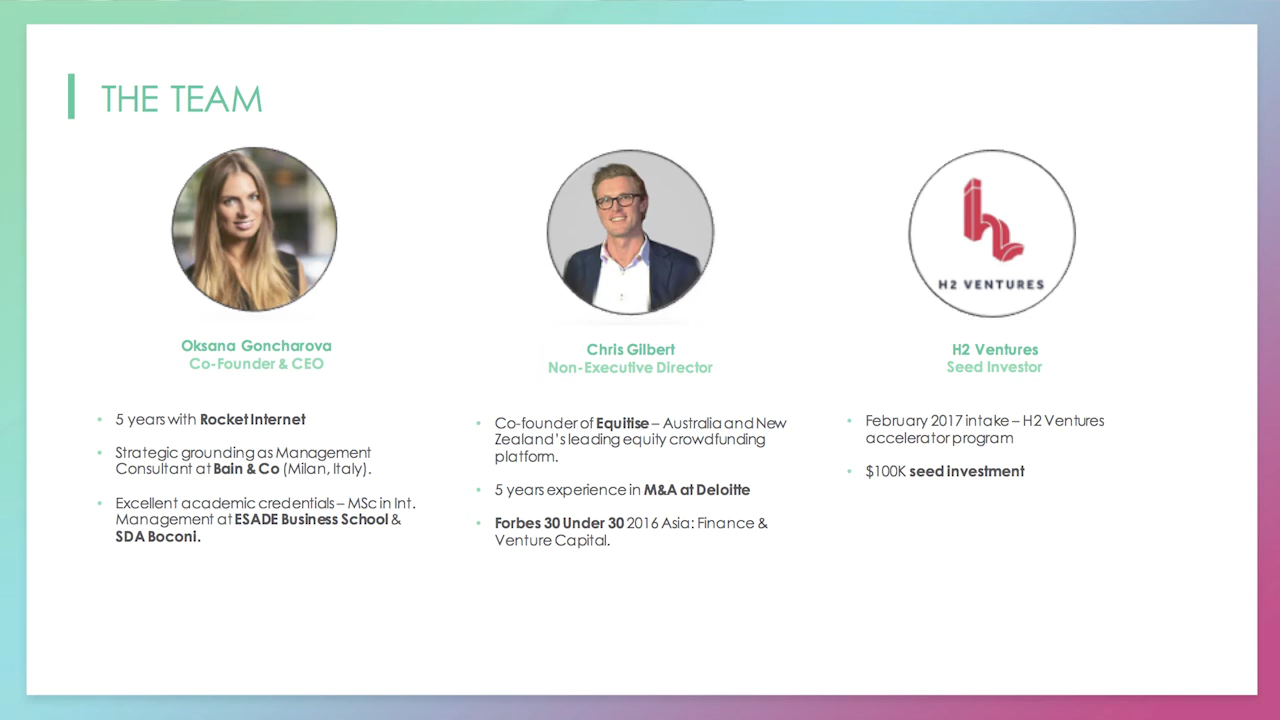 THE TEAM
H2 VENTURES
Oksana Goncharova
Co-Founder & CEO
5 years with Rocket Internet
Strategic grounding as Management
Consultant at Bain & Co (Milan, Italy).
Excellent academic credentials – MSc in Int.
Management at ESADE Business School &
SDA Boconi.
Chris Gilbert
Non-Executive Director
Co-founder of Equitise – Australia and New
Zealand's leading equity crowdfunding
platform.
5 years experience in M&A at Deloitte
Forbes 30 Under 30 2016 Asia: Finance &
Venture Capital.
H2 Ventures
Seed Investor
February 2017 intake – H2 Ventures
accelerator program
$100K seed investment